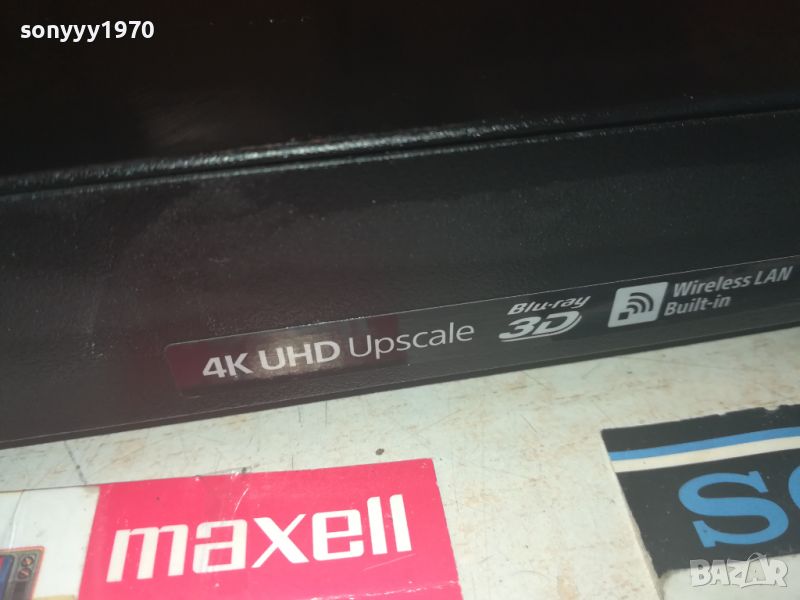 sonyyy1970
4K UHD Upscale
Blu-ray 3D
Wireless LAN
Built-in
maxell
BAZAR